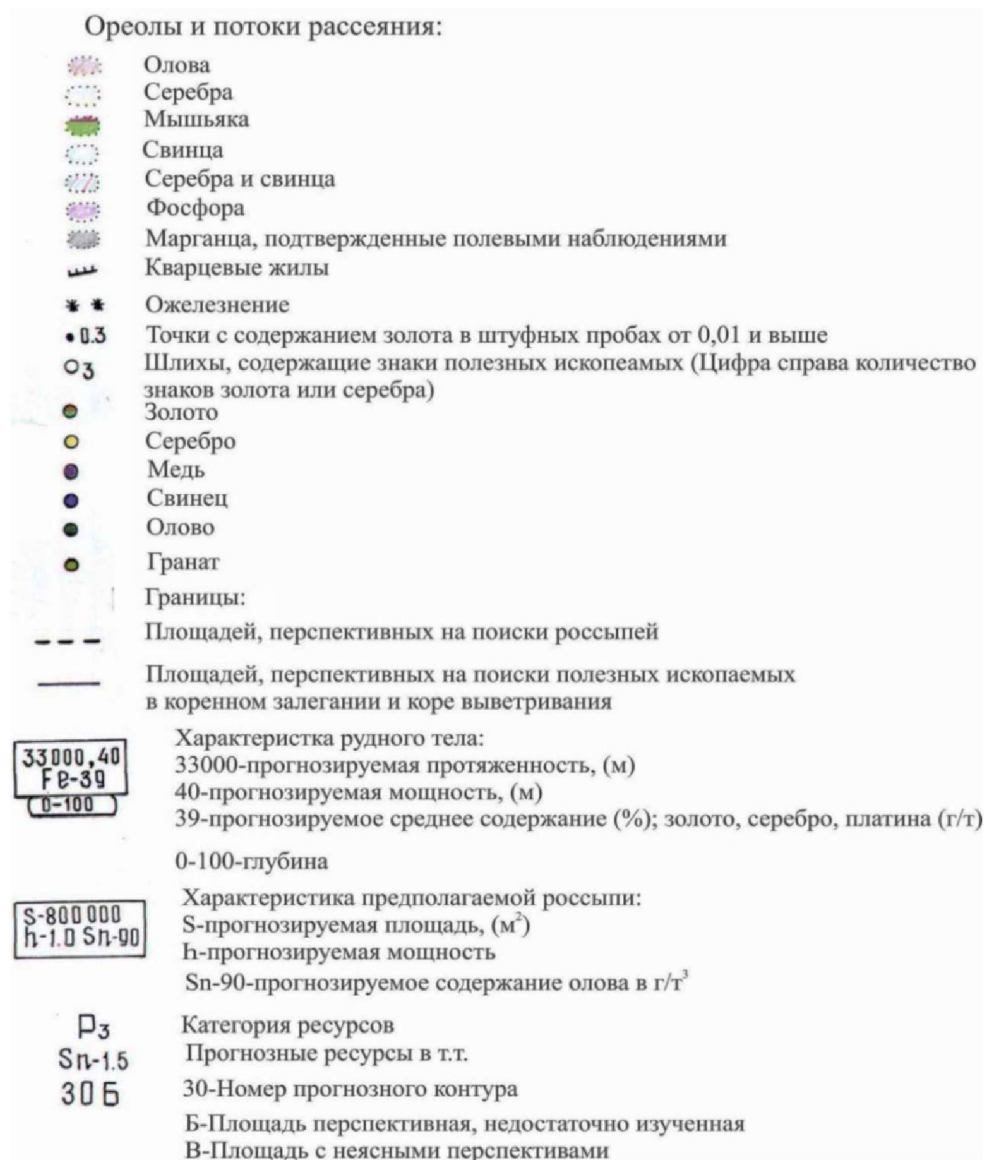 Ореолы и потоки рассеяния:
Олова
Серебра
Мышьяка
Свинца
Серебра и свинца
Фосфора
Марганца, подтвержденные полевыми наблюдениями
Кварцевые жилы
Ожелезнение
0.3 Точки с содержанием золота в штуфных пробах от 0,01 и выше
3 Шлихы, содержащие знаки полезных ископеамых (Цифра справа количество
знаков золота или серебра)
Золото
Серебро
Медь
Свинец
Олово
Гранат
Границы:
Площадей, перспективных на поиски россыпей
Площадей, перспективных на поиски полезных ископаемых
в коренном залегании и коре выветривания
33000,40
Fe-39
0-100
Характеристка рудного тела:
33000-прогнозируемая протяженность, (м)
40-прогнозируемая мощность, (м)
39-прогнозируемое среднее содержание (%); золото, серебро, платина (г/т)
0-100-глубина
S-800 000
h-1.0 Sn-90
Характеристика предполагаемой россыпи:
S-прогнозируемая площадь, (м²)
h-прогнозируемая мощность
Sn-90-прогнозируемое содержание олова в г/т³
P₃ Категория ресурсов
Sn-1.5 Прогнозные ресурсы в т.т.
30 Б 30-Номер прогнозного контура
Б-Площадь перспективная, недостаточно изученная
В-Площадь с неясными перспективами